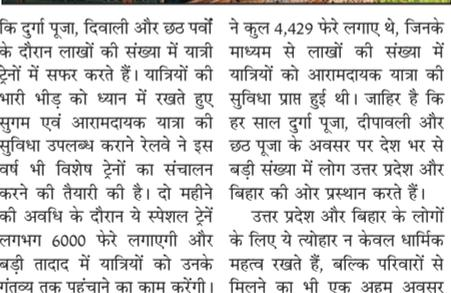 कि दुर्गा पूजा, दिवाली और छठ पर्वों
के दौरान लाखों की संख्या में यात्री
ट्रेनों में सफर करते हैं। यात्रियों की
भारी भीड़ को ध्यान में रखते हुए
सुगम एवं आरामदायक यात्रा की
सुविधा उपलब्ध कराने रेलवे ने इस
वर्ष भी विशेष ट्रेनों का संचालन
करने की तैयारी की है। दो महीने
की अवधि के दौरान ये स्पेशल ट्रेनें
लगभग 6000 फेरे लगाएगी और
बड़ी तादाद में यात्रियों को उनके
गंतव्य तक पहुंचाने का काम करेंगी।
ने कुल 4,429 फेरे लगाए थे, जिनके
माध्यम से लाखों की संख्या में
यात्रियों को आरामदायक यात्रा की
सुविधा प्राप्त हुई थी। जाहिर है कि
हर साल दुर्गा पूजा, दीपावली और
छठ पूजा के अवसर पर देश भर से
बड़ी संख्या में लोग उत्तर प्रदेश और
बिहार की ओर प्रस्थान करते हैं।
उत्तर प्रदेश और बिहार के लोगों
के लिए ये त्योहार न केवल धार्मिक
महत्व रखते हैं, बल्कि परिवारों से
मिलने का भी एक अहम अवसर